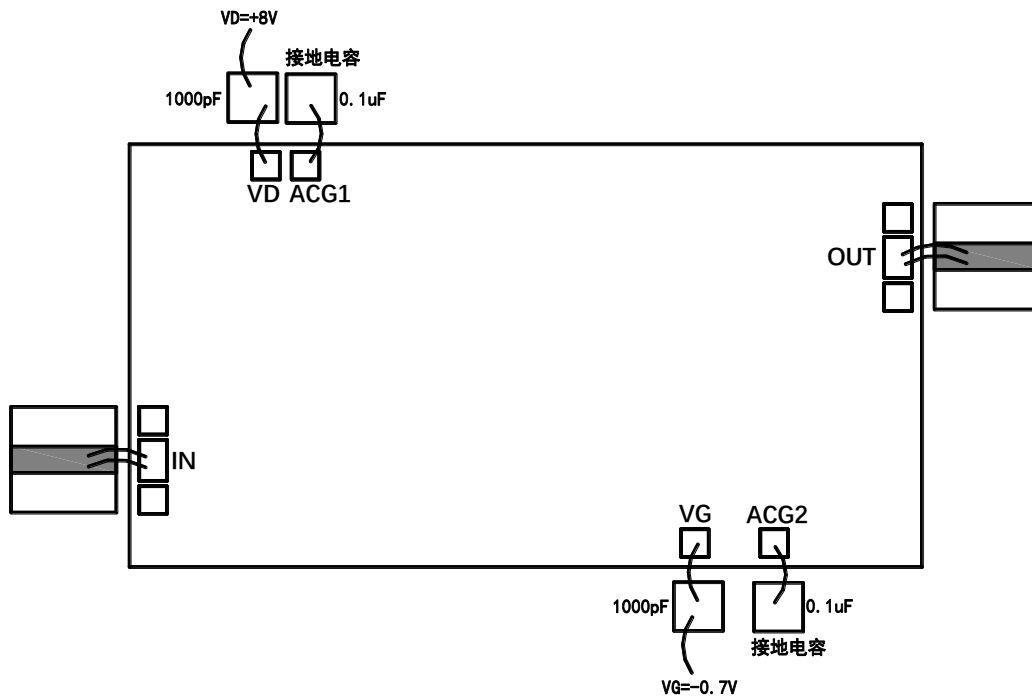 VD=+8V
接地电容
1000pF
0.1uF
VD
ACG1
OUT
IN
VG
ACG2
1000pF
0.1uF
接地电容
VG=-0.7V